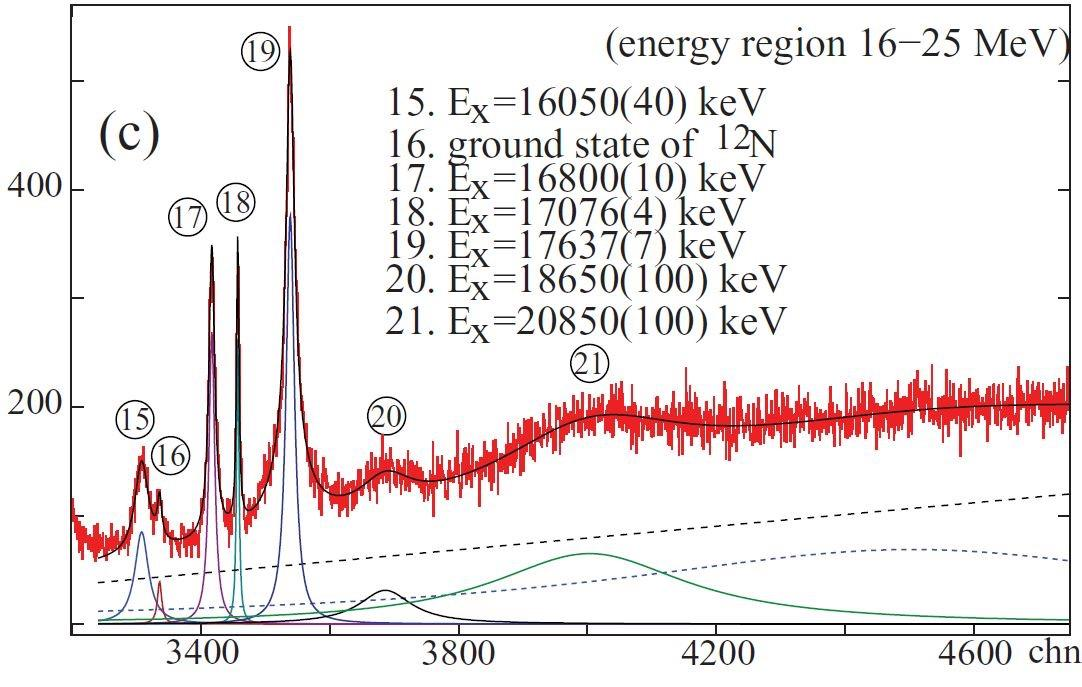 (energy region 16−25 MeV)
(c)
15. Ex=16050(40) keV
16. ground state of 12N
17. Ex=16800(10) keV
18. Ex=17076(4) keV
19. Ex=17637(7) keV
20. Ex=18650(100) keV
21. Ex=20850(100) keV
19
17
18
21
15
16
20
400
200
3400
3800
4200
4600
chn